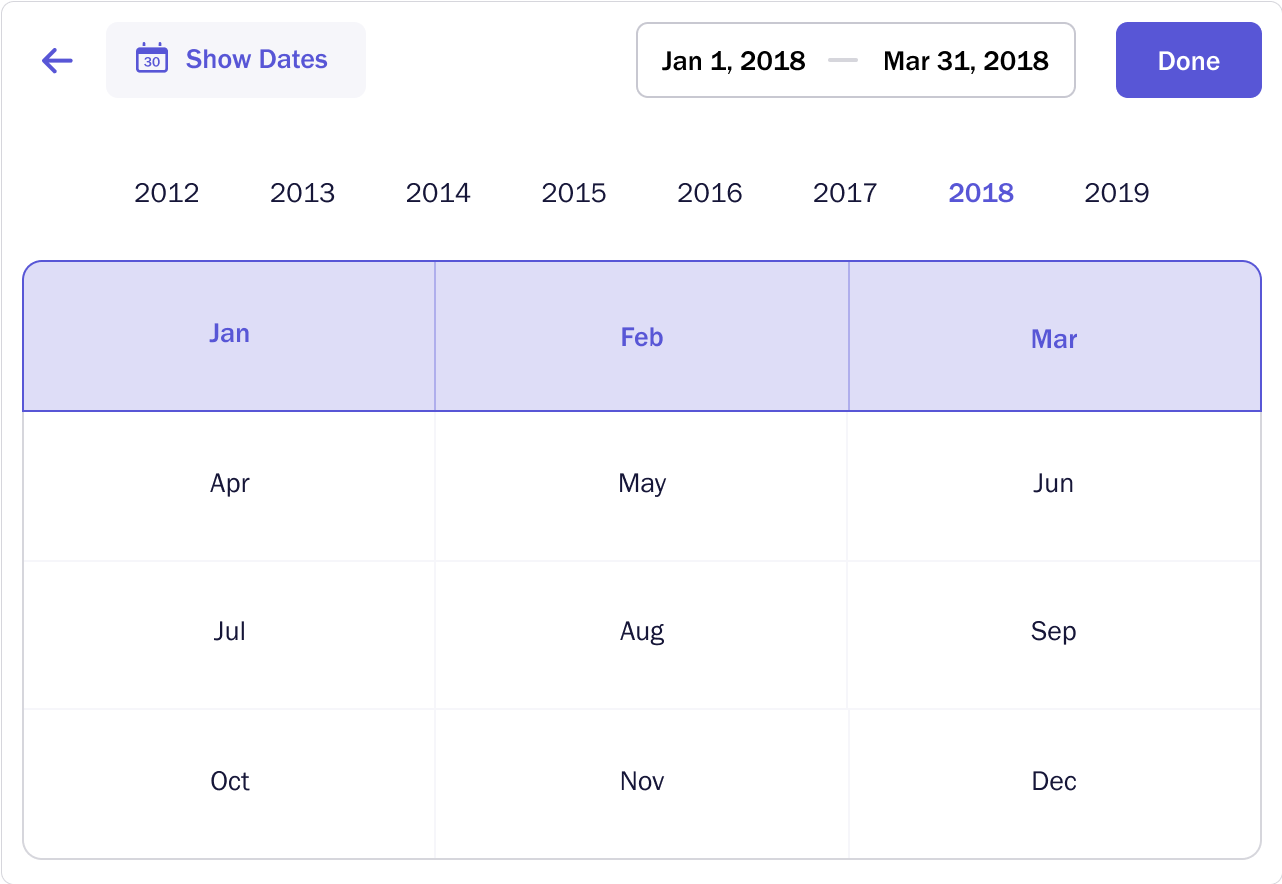 30 Show Dates Jan 1, 2018 — Mar 31, 2018 Done
2012 2013 2014 2015 2016 2017 2018 2019
Jan Feb Mar
Apr May Jun
Jul Aug Sep
Oct Nov Dec